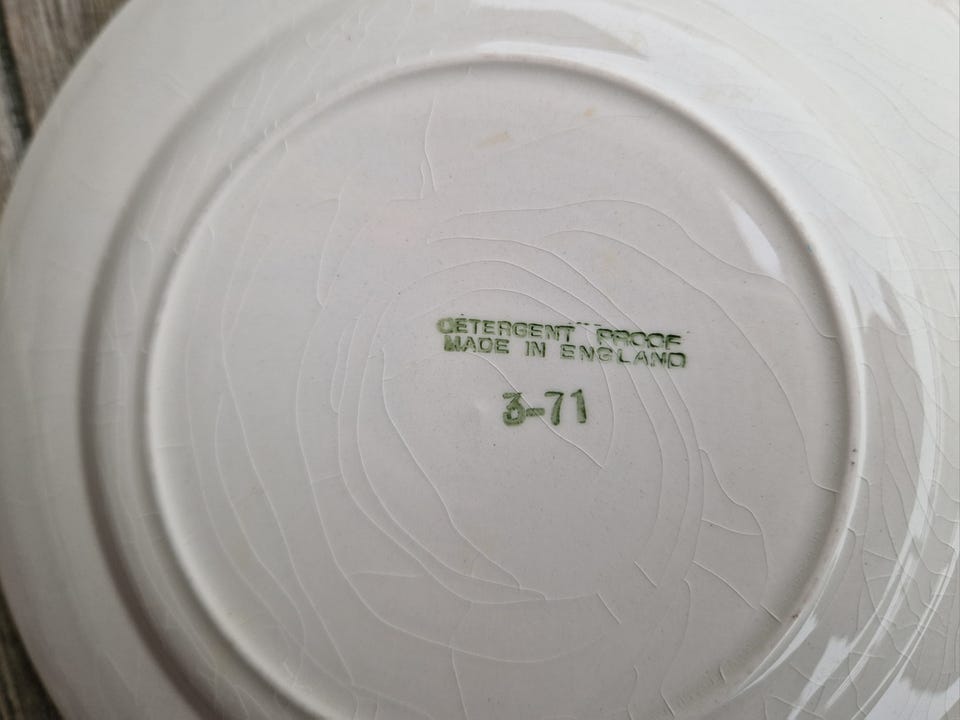 DETERGENT PROOF
MADE IN ENGLAND
3-71